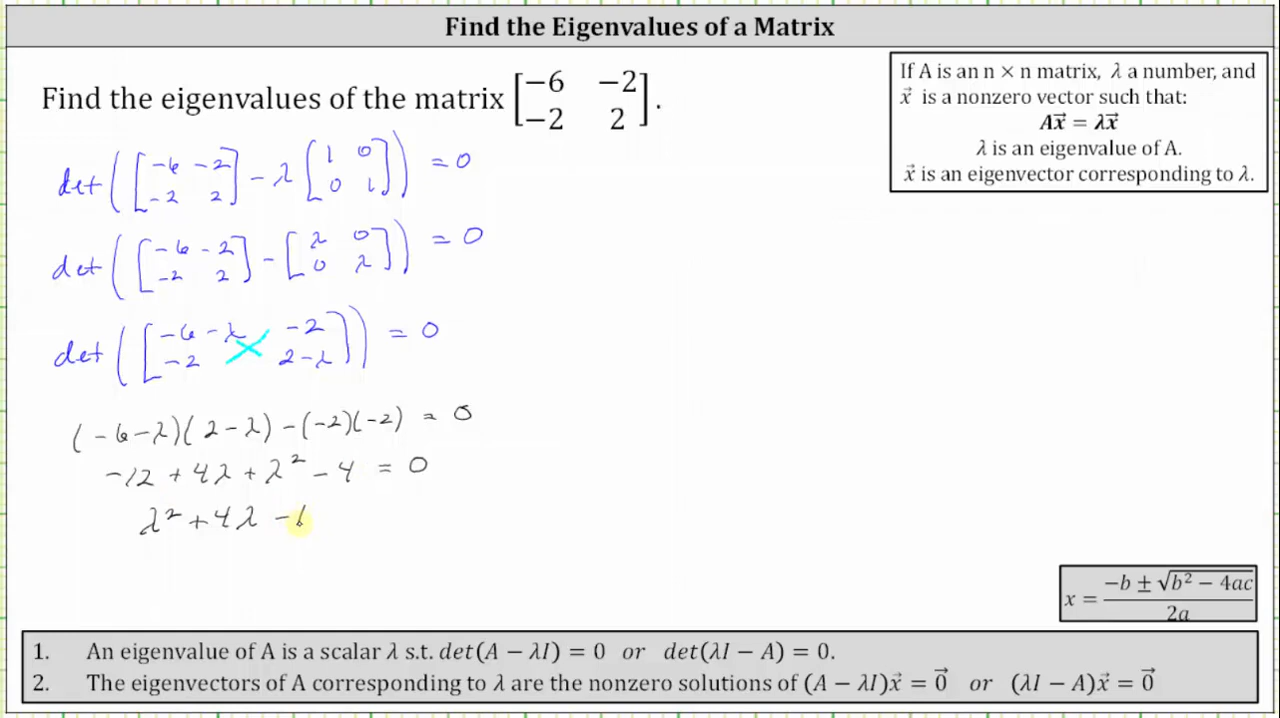 Find the Eigenvalues of a Matrix
Find the eigenvalues of the matrix [−6 −2
−2 2].
If A is an n × n matrix, λ a number, and
x⃗ is a nonzero vector such that:
Ax⃗ = λx⃗
λ is an eigenvalue of A.
x⃗ is an eigenvector corresponding to λ.
det([-6 -2
-2 2] - λ[1 0
0 1]) = 0
det([-6 -2
-2 2] - [λ 0
0 λ]) = 0
det([-6-λ -2
-2 2-λ]) = 0
(-6-λ)(2-λ) -(-2)(-2) = 0
-12 + 4λ + λ² - 4 = 0
λ² + 4λ -1
x = (−b ± √(b² − 4ac))/2a
1. An eigenvalue of A is a scalar λ s.t. det(A − λI) = 0 or det(λI − A) = 0.
2. The eigenvectors of A corresponding to λ are the nonzero solutions of (A − λI)x⃗ = 0⃗ or (λI − A)x⃗ = 0⃗